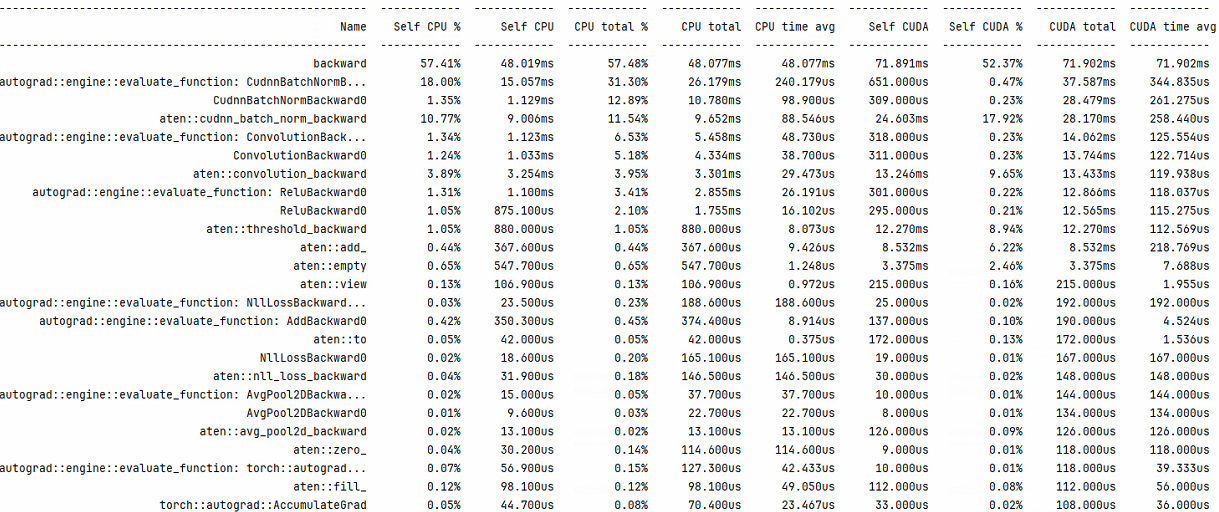 Name Self CPU % Self CPU CPU total % CPU total CPU time avg Self CUDA Self CUDA % CUDA total CUDA time avg
backward 57.41% 48.019ms 57.48% 48.077ms 48.077ms 71.891ms 52.37% 71.902ms 71.902ms
autograd::engine::evaluate_function: CudnnBatchNormB... 18.00% 15.057ms 31.30% 26.179ms 240.179us 651.000us 0.47% 37.587ms 344.835us
CudnnBatchNormBackward0 1.35% 1.129ms 12.89% 10.780ms 98.900us 309.000us 0.23% 28.479ms 261.275us
aten::cudnn_batch_norm_backward 10.77% 9.006ms 11.54% 9.652ms 88.546us 24.603ms 17.92% 28.170ms 258.440us
autograd::engine::evaluate_function: ConvolutionBack... 1.34% 1.123ms 6.53% 5.458ms 48.730us 318.000us 0.23% 14.062ms 125.554us
ConvolutionBackward0 1.24% 1.033ms 5.18% 4.334ms 38.700us 311.000us 0.23% 13.744ms 122.714us
aten::convolution_backward 3.89% 3.254ms 3.95% 3.301ms 29.473us 13.246ms 9.65% 13.433ms 119.938us
autograd::engine::evaluate_function: ReluBackward0 1.31% 1.100ms 3.41% 2.855ms 26.191us 301.000us 0.22% 12.866ms 118.037us
ReluBackward0 1.05% 875.100us 2.10% 1.755ms 16.102us 295.000us 0.21% 12.565ms 115.275us
aten::threshold_backward 1.05% 880.000us 1.05% 880.000us 8.073us 12.270ms 8.94% 12.270ms 112.569us
aten::add_ 0.44% 367.600us 0.44% 367.600us 9.426us 8.532ms 6.22% 8.532ms 218.769us
aten::empty 0.65% 547.700us 0.65% 547.700us 1.248us 3.375ms 2.46% 3.375ms 7.688us
aten::view 0.13% 106.900us 0.13% 106.900us 0.972us 215.000us 0.16% 215.000us 1.955us
autograd::engine::evaluate_function: NllLossBackward... 0.03% 23.500us 0.23% 188.600us 188.600us 25.000us 0.02% 192.000us 192.000us
autograd::engine::evaluate_function: AddBackward0 0.42% 350.300us 0.45% 374.400us 8.914us 137.000us 0.10% 190.000us 4.524us
aten::to 0.05% 42.000us 0.05% 42.000us 0.375us 172.000us 0.13% 172.000us 1.536us
NllLossBackward0 0.02% 18.600us 0.20% 165.100us 165.100us 19.000us 0.01% 167.000us 167.000us
aten::nll_loss_backward 0.04% 31.900us 0.18% 146.500us 146.500us 30.000us 0.02% 148.000us 148.000us
autograd::engine::evaluate_function: AvgPool2DBackwa... 0.02% 15.000us 0.05% 37.700us 37.700us 10.000us 0.01% 144.000us 144.000us
AvgPool2DBackward0 0.01% 9.600us 0.03% 22.700us 22.700us 8.000us 0.01% 134.000us 134.000us
aten::avg_pool2d_backward 0.02% 13.100us 0.02% 13.100us 13.100us 126.000us 0.09% 126.000us 126.000us
aten::zero_ 0.04% 30.200us 0.14% 114.600us 114.600us 9.000us 0.01% 118.000us 118.000us
autograd::engine::evaluate_function: torch::autograd... 0.07% 56.900us 0.15% 127.300us 42.433us 10.000us 0.01% 118.000us 39.333us
aten::fill_ 0.12% 98.100us 0.12% 98.100us 49.050us 112.000us 0.08% 112.000us 56.000us
torch::autograd::AccumulateGrad 0.05% 44.700us 0.08% 70.400us 23.467us 33.000us 0.02% 108.000us 36.000us